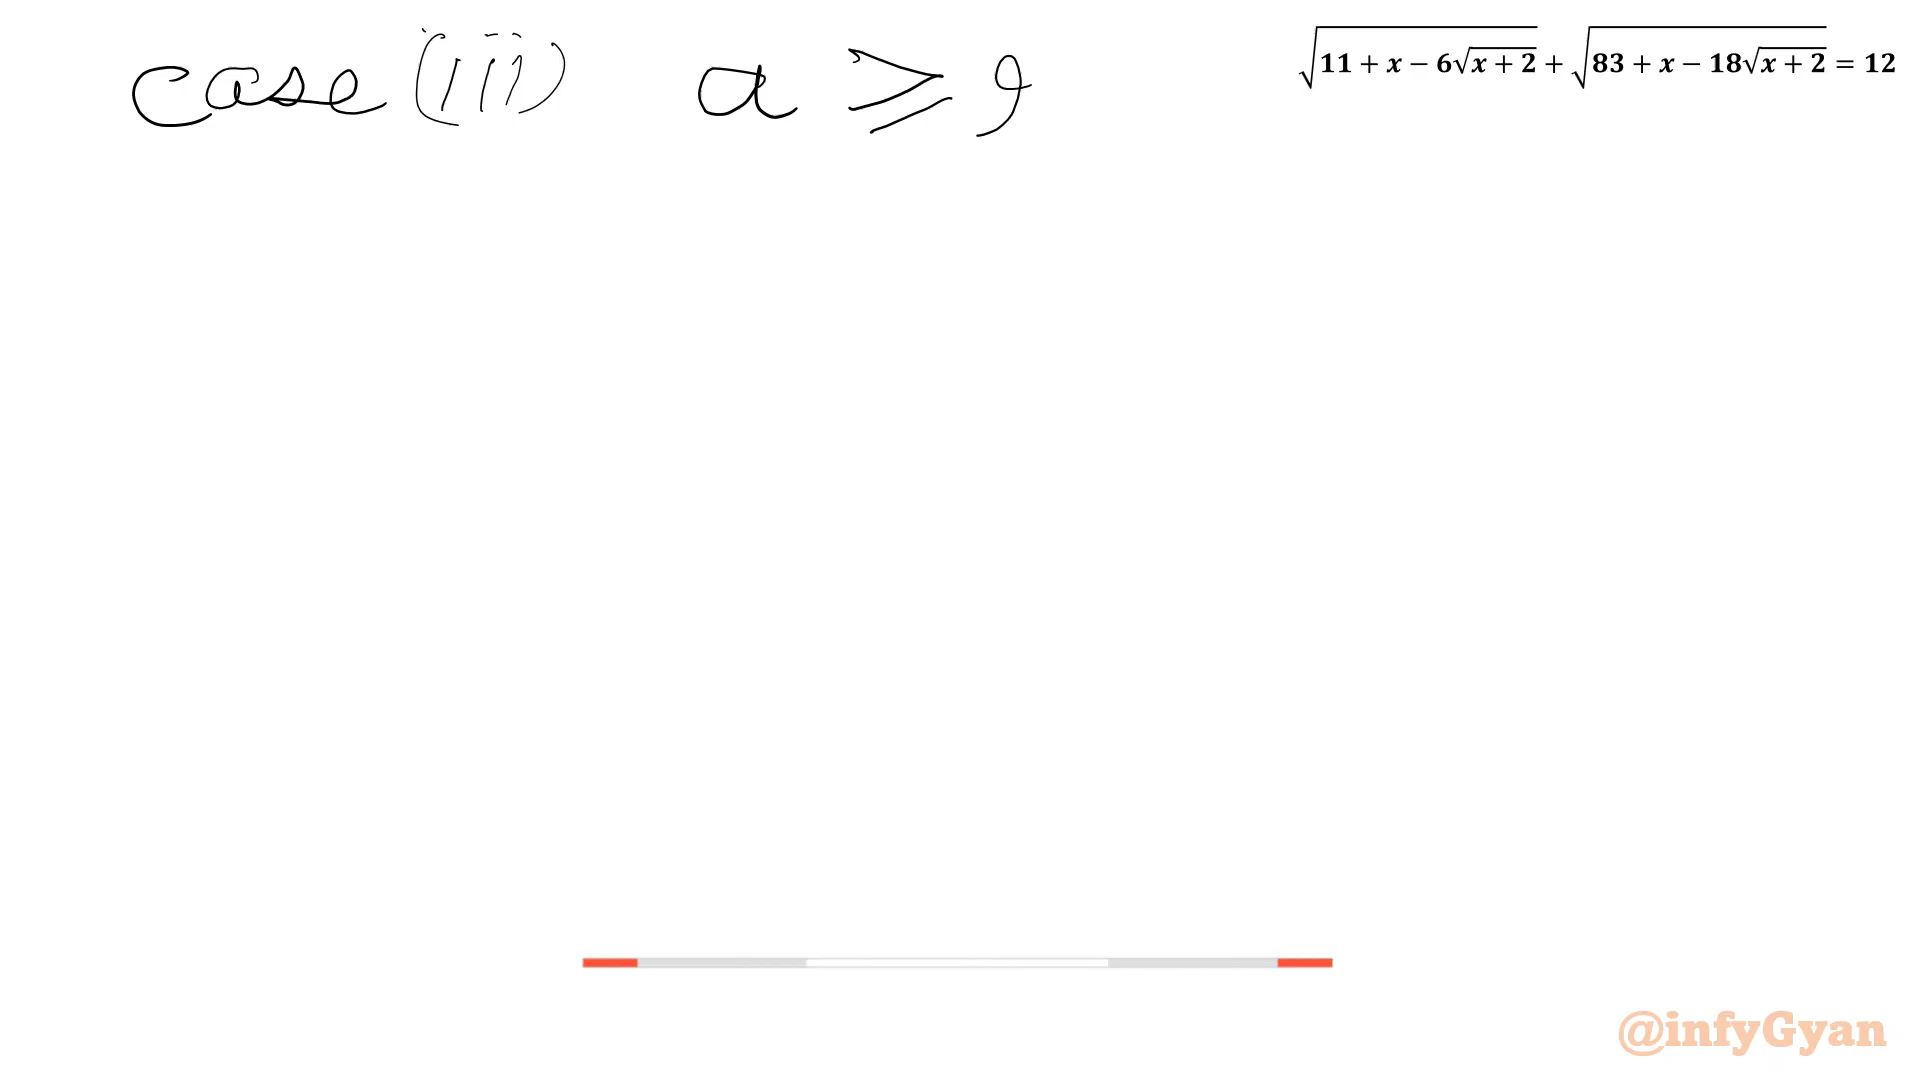 case (iii) a ≥ 9
√(11 + x − 6√(x + 2)) + √(83 + x − 18√(x + 2)) = 12
@infyGyan